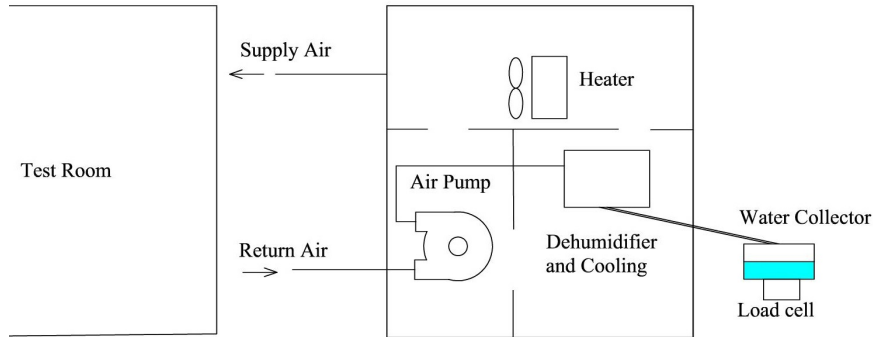 Supply Air
Heater
Test Room
Air Pump
Water Collector
Return Air
Dehumidifier
and Cooling
Load cell